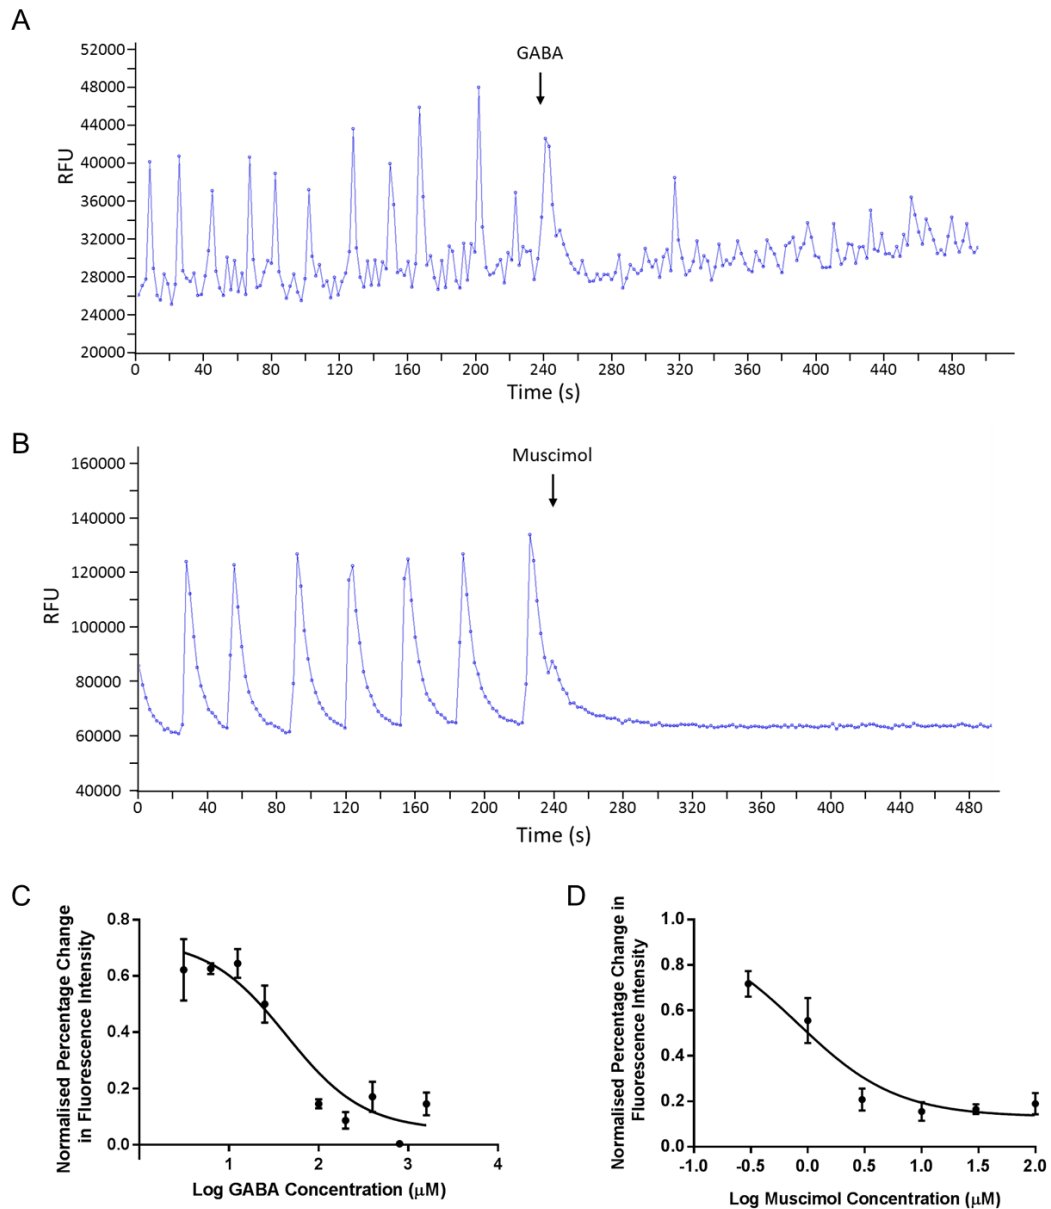 A
GABA
52000
48000
44000
40000
36000
32000
28000
24000
20000
RFU
0 40 80 120 160 200 240 280 320 360 400 440 480
Time (s)
B
Muscimol
160000
140000
120000
100000
80000
60000
40000
RFU
0 40 80 120 160 200 240 280 320 360 400 440 480
Time (s)
C
Normalised Percentage Change
in Fluorescence Intensity
0.8
0.6
0.4
0.2
0.0
1 2 3 4
Log GABA Concentration (μM)
D
Normalised Percentage Change in
Fluorescence Intensity
1.0
0.8
0.6
0.4
0.2
0.0
-1.0 -0.5 0.0 0.5 1.0 1.5 2.0
Log Muscimol Concentration (μM)